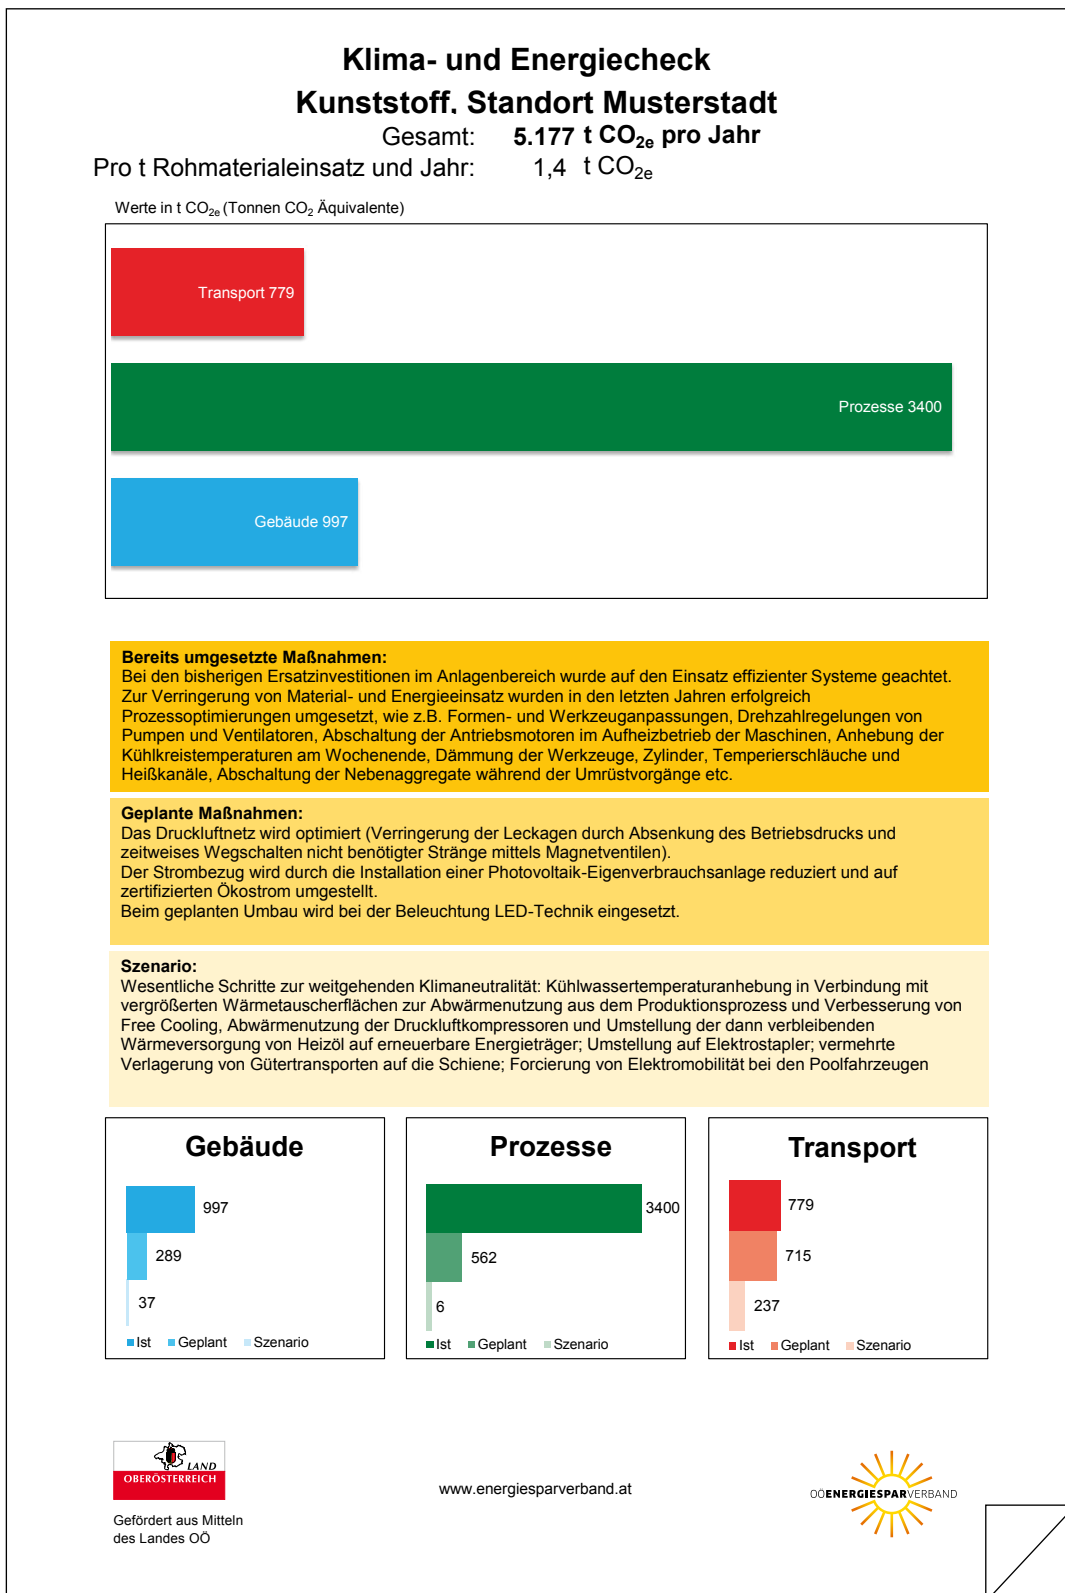 Klima- und Energiecheck
Kunststoff, Standort Musterstadt
Gesamt: 5.177 t CO2e pro Jahr
Pro t Rohmaterialeinsatz und Jahr: 1,4 t CO2e
Werte in t CO2e (Tonnen CO2 Äquivalente)
Transport 779
Prozesse 3400
Gebäude 997
Bereits umgesetzte Maßnahmen:
Bei den bisherigen Ersatzinvestitionen im Anlagenbereich wurde auf den Einsatz effizienter Systeme geachtet.
Zur Verringerung von Material- und Energieeinsatz wurden in den letzten Jahren erfolgreich
Prozessoptimierungen umgesetzt, wie z.B. Formen- und Werkzeuganpassungen, Drehzahlregelungen von
Pumpen und Ventilatoren, Abschaltung der Antriebsmotoren im Aufheizbetrieb der Maschinen, Anhebung der
Kühlkreistemperaturen am Wochenende, Dämmung der Werkzeuge, Zylinder, Temperierschläuche und
Heißkanäle, Abschaltung der Nebenaggregate während der Umrüstvorgänge etc.
Geplante Maßnahmen:
Das Druckluftnetz wird optimiert (Verringerung der Leckagen durch Absenkung des Betriebsdrucks und
zeitweises Wegschalten nicht benötigter Stränge mittels Magnetventilen).
Der Strombezug wird durch die Installation einer Photovoltaik-Eigenverbrauchsanlage reduziert und auf
zertifizierten Ökostrom umgestellt.
Beim geplanten Umbau wird bei der Beleuchtung LED-Technik eingesetzt.
Szenario:
Wesentliche Schritte zur weitgehenden Klimaneutralität: Kühlwassertemperaturanhebung in Verbindung mit
vergrößerten Wärmetauscherflächen zur Abwärmenutzung aus dem Produktionsprozess und Verbesserung von
Free Cooling, Abwärmenutzung der Druckluftkompressoren und Umstellung der dann verbleibenden
Wärmeversorgung von Heizöl auf erneuerbare Energieträger; Umstellung auf Elektrostapler; vermehrte
Verlagerung von Gütertransporten auf die Schiene; Forcierung von Elektromobilität bei den Poolfahrzeugen
Gebäude
997
289
37
Ist Geplant Szenario
Prozesse
3400
562
6
Ist Geplant Szenario
Transport
779
715
237
Ist Geplant Szenario
LAND
OBERÖSTERREICH
Gefördert aus Mitteln
des Landes OÖ
www.energiesparverband.at
OÖENERGIESPARVERBAND